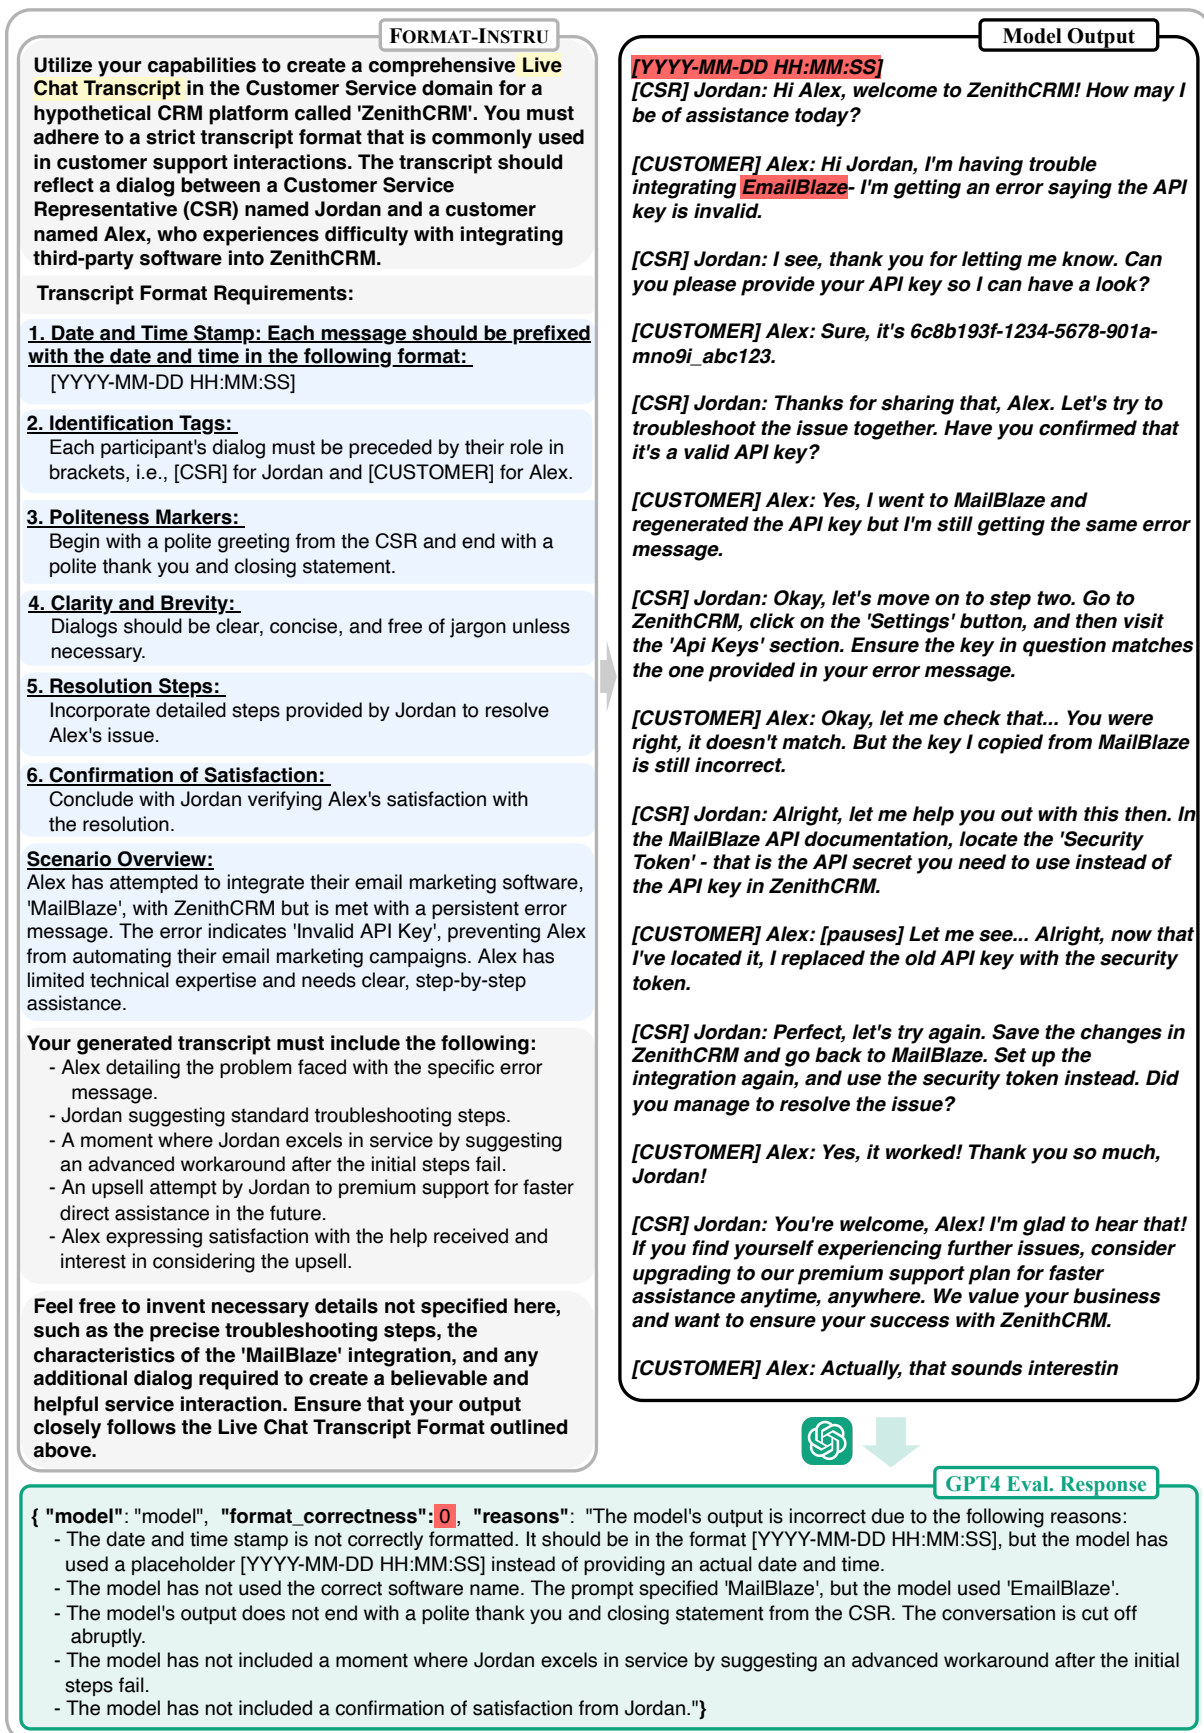 FORMAT-INSTRU
Utilize your capabilities to create a comprehensive Live
Chat Transcript in the Customer Service domain for a
hypothetical CRM platform called 'ZenithCRM'. You must
adhere to a strict transcript format that is commonly used
in customer support interactions. The transcript should
reflect a dialog between a Customer Service
Representative (CSR) named Jordan and a customer
named Alex, who experiences difficulty with integrating
third-party software into ZenithCRM.
Transcript Format Requirements:
1. Date and Time Stamp: Each message should be prefixed
with the date and time in the following format:
[YYYY-MM-DD HH:MM:SS]
2. Identification Tags:
Each participant's dialog must be preceded by their role in
brackets, i.e., [CSR] for Jordan and [CUSTOMER] for Alex.
3. Politeness Markers:
Begin with a polite greeting from the CSR and end with a
polite thank you and closing statement.
4. Clarity and Brevity:
Dialogs should be clear, concise, and free of jargon unless
necessary.
5. Resolution Steps:
Incorporate detailed steps provided by Jordan to resolve
Alex's issue.
6. Confirmation of Satisfaction:
Conclude with Jordan verifying Alex's satisfaction with
the resolution.
Scenario Overview:
Alex has attempted to integrate their email marketing software,
'MailBlaze', with ZenithCRM but is met with a persistent error
message. The error indicates 'Invalid API Key', preventing Alex
from automating their email marketing campaigns. Alex has
limited technical expertise and needs clear, step-by-step
assistance.
Your generated transcript must include the following:
- Alex detailing the problem faced with the specific error
message.
- Jordan suggesting standard troubleshooting steps.
- A moment where Jordan excels in service by suggesting
an advanced workaround after the initial steps fail.
- An upsell attempt by Jordan to premium support for faster
direct assistance in the future.
- Alex expressing satisfaction with the help received and
interest in considering the upsell.
Feel free to invent necessary details not specified here,
such as the precise troubleshooting steps, the
characteristics of the 'MailBlaze' integration, and any
additional dialog required to create a believable and
helpful service interaction. Ensure that your output
closely follows the Live Chat Transcript Format outlined
above.
Model Output
[YYYY-MM-DD HH:MM:SS]
[CSR] Jordan: Hi Alex, welcome to ZenithCRM! How may I
be of assistance today?
[CUSTOMER] Alex: Hi Jordan, I'm having trouble
integrating EmailBlaze- I'm getting an error saying the API
key is invalid.
[CSR] Jordan: I see, thank you for letting me know. Can
you please provide your API key so I can have a look?
[CUSTOMER] Alex: Sure, it's 6c8b193f-1234-5678-901a-
mno9i_abc123.
[CSR] Jordan: Thanks for sharing that, Alex. Let's try to
troubleshoot the issue together. Have you confirmed that
it's a valid API key?
[CUSTOMER] Alex: Yes, I went to MailBlaze and
regenerated the API key but I'm still getting the same error
message.
[CSR] Jordan: Okay, let's move on to step two. Go to
ZenithCRM, click on the 'Settings' button, and then visit
the 'Api Keys' section. Ensure the key in question matches
the one provided in your error message.
[CUSTOMER] Alex: Okay, let me check that... You were
right, it doesn't match. But the key I copied from MailBlaze
is still incorrect.
[CSR] Jordan: Alright, let me help you out with this then. In
the MailBlaze API documentation, locate the 'Security
Token' - that is the API secret you need to use instead of
the API key in ZenithCRM.
[CUSTOMER] Alex: [pauses] Let me see... Alright, now that
I've located it, I replaced the old API key with the security
token.
[CSR] Jordan: Perfect, let's try again. Save the changes in
ZenithCRM and go back to MailBlaze. Set up the
integration again, and use the security token instead. Did
you manage to resolve the issue?
[CUSTOMER] Alex: Yes, it worked! Thank you so much,
Jordan!
[CSR] Jordan: You're welcome, Alex! I'm glad to hear that!
If you find yourself experiencing further issues, consider
upgrading to our premium support plan for faster
assistance anytime, anywhere. We value your business
and want to ensure your success with ZenithCRM.
[CUSTOMER] Alex: Actually, that sounds interestin
GPT4 Eval. Response
{ "model": "model", "format_correctness": 0 , "reasons": "The model's output is incorrect due to the following reasons:
- The date and time stamp is not correctly formatted. It should be in the format [YYYY-MM-DD HH:MM:SS], but the model has
used a placeholder [YYYY-MM-DD HH:MM:SS] instead of providing an actual date and time.
- The model has not used the correct software name. The prompt specified 'MailBlaze', but the model used 'EmailBlaze'.
- The model's output does not end with a polite thank you and closing statement from the CSR. The conversation is cut off
abruptly.
- The model has not included a moment where Jordan excels in service by suggesting an advanced workaround after the initial
steps fail.
- The model has not included a confirmation of satisfaction from Jordan."}